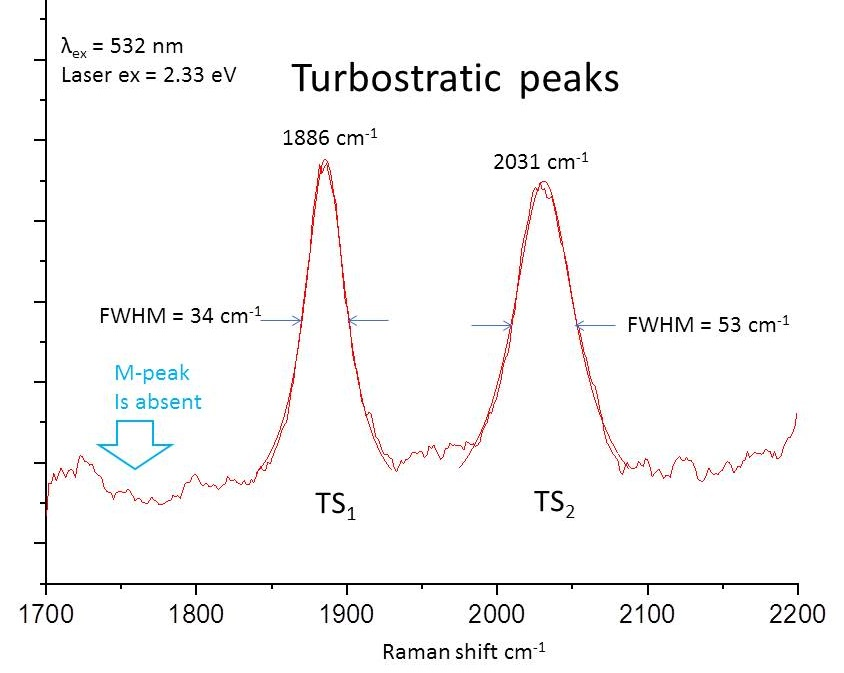 λex = 532 nm
Laser ex = 2.33 eV
Turbostratic peaks
1886 cm-1
2031 cm-1
FWHM = 34 cm-1
FWHM = 53 cm-1
M-peak
Is absent
TS1
TS2
1700 1800 1900 2000 2100 2200
Raman shift cm-1